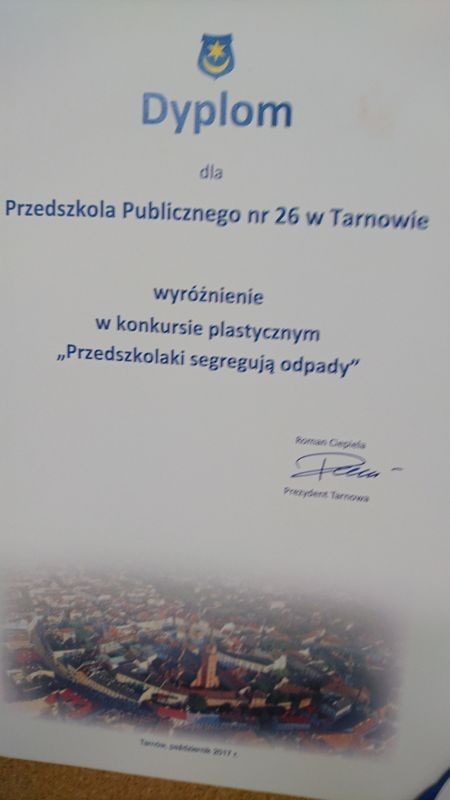 Dyplom
dla
Przedszkola Publicznego nr 26 w Tarnowie
wyróżnienie
w konkursie plastycznym
„Przedszkolaki segregują odpady”
Roman Ciepiela
Prezydent Tarnowa
Tarnów, październik 2017 r.